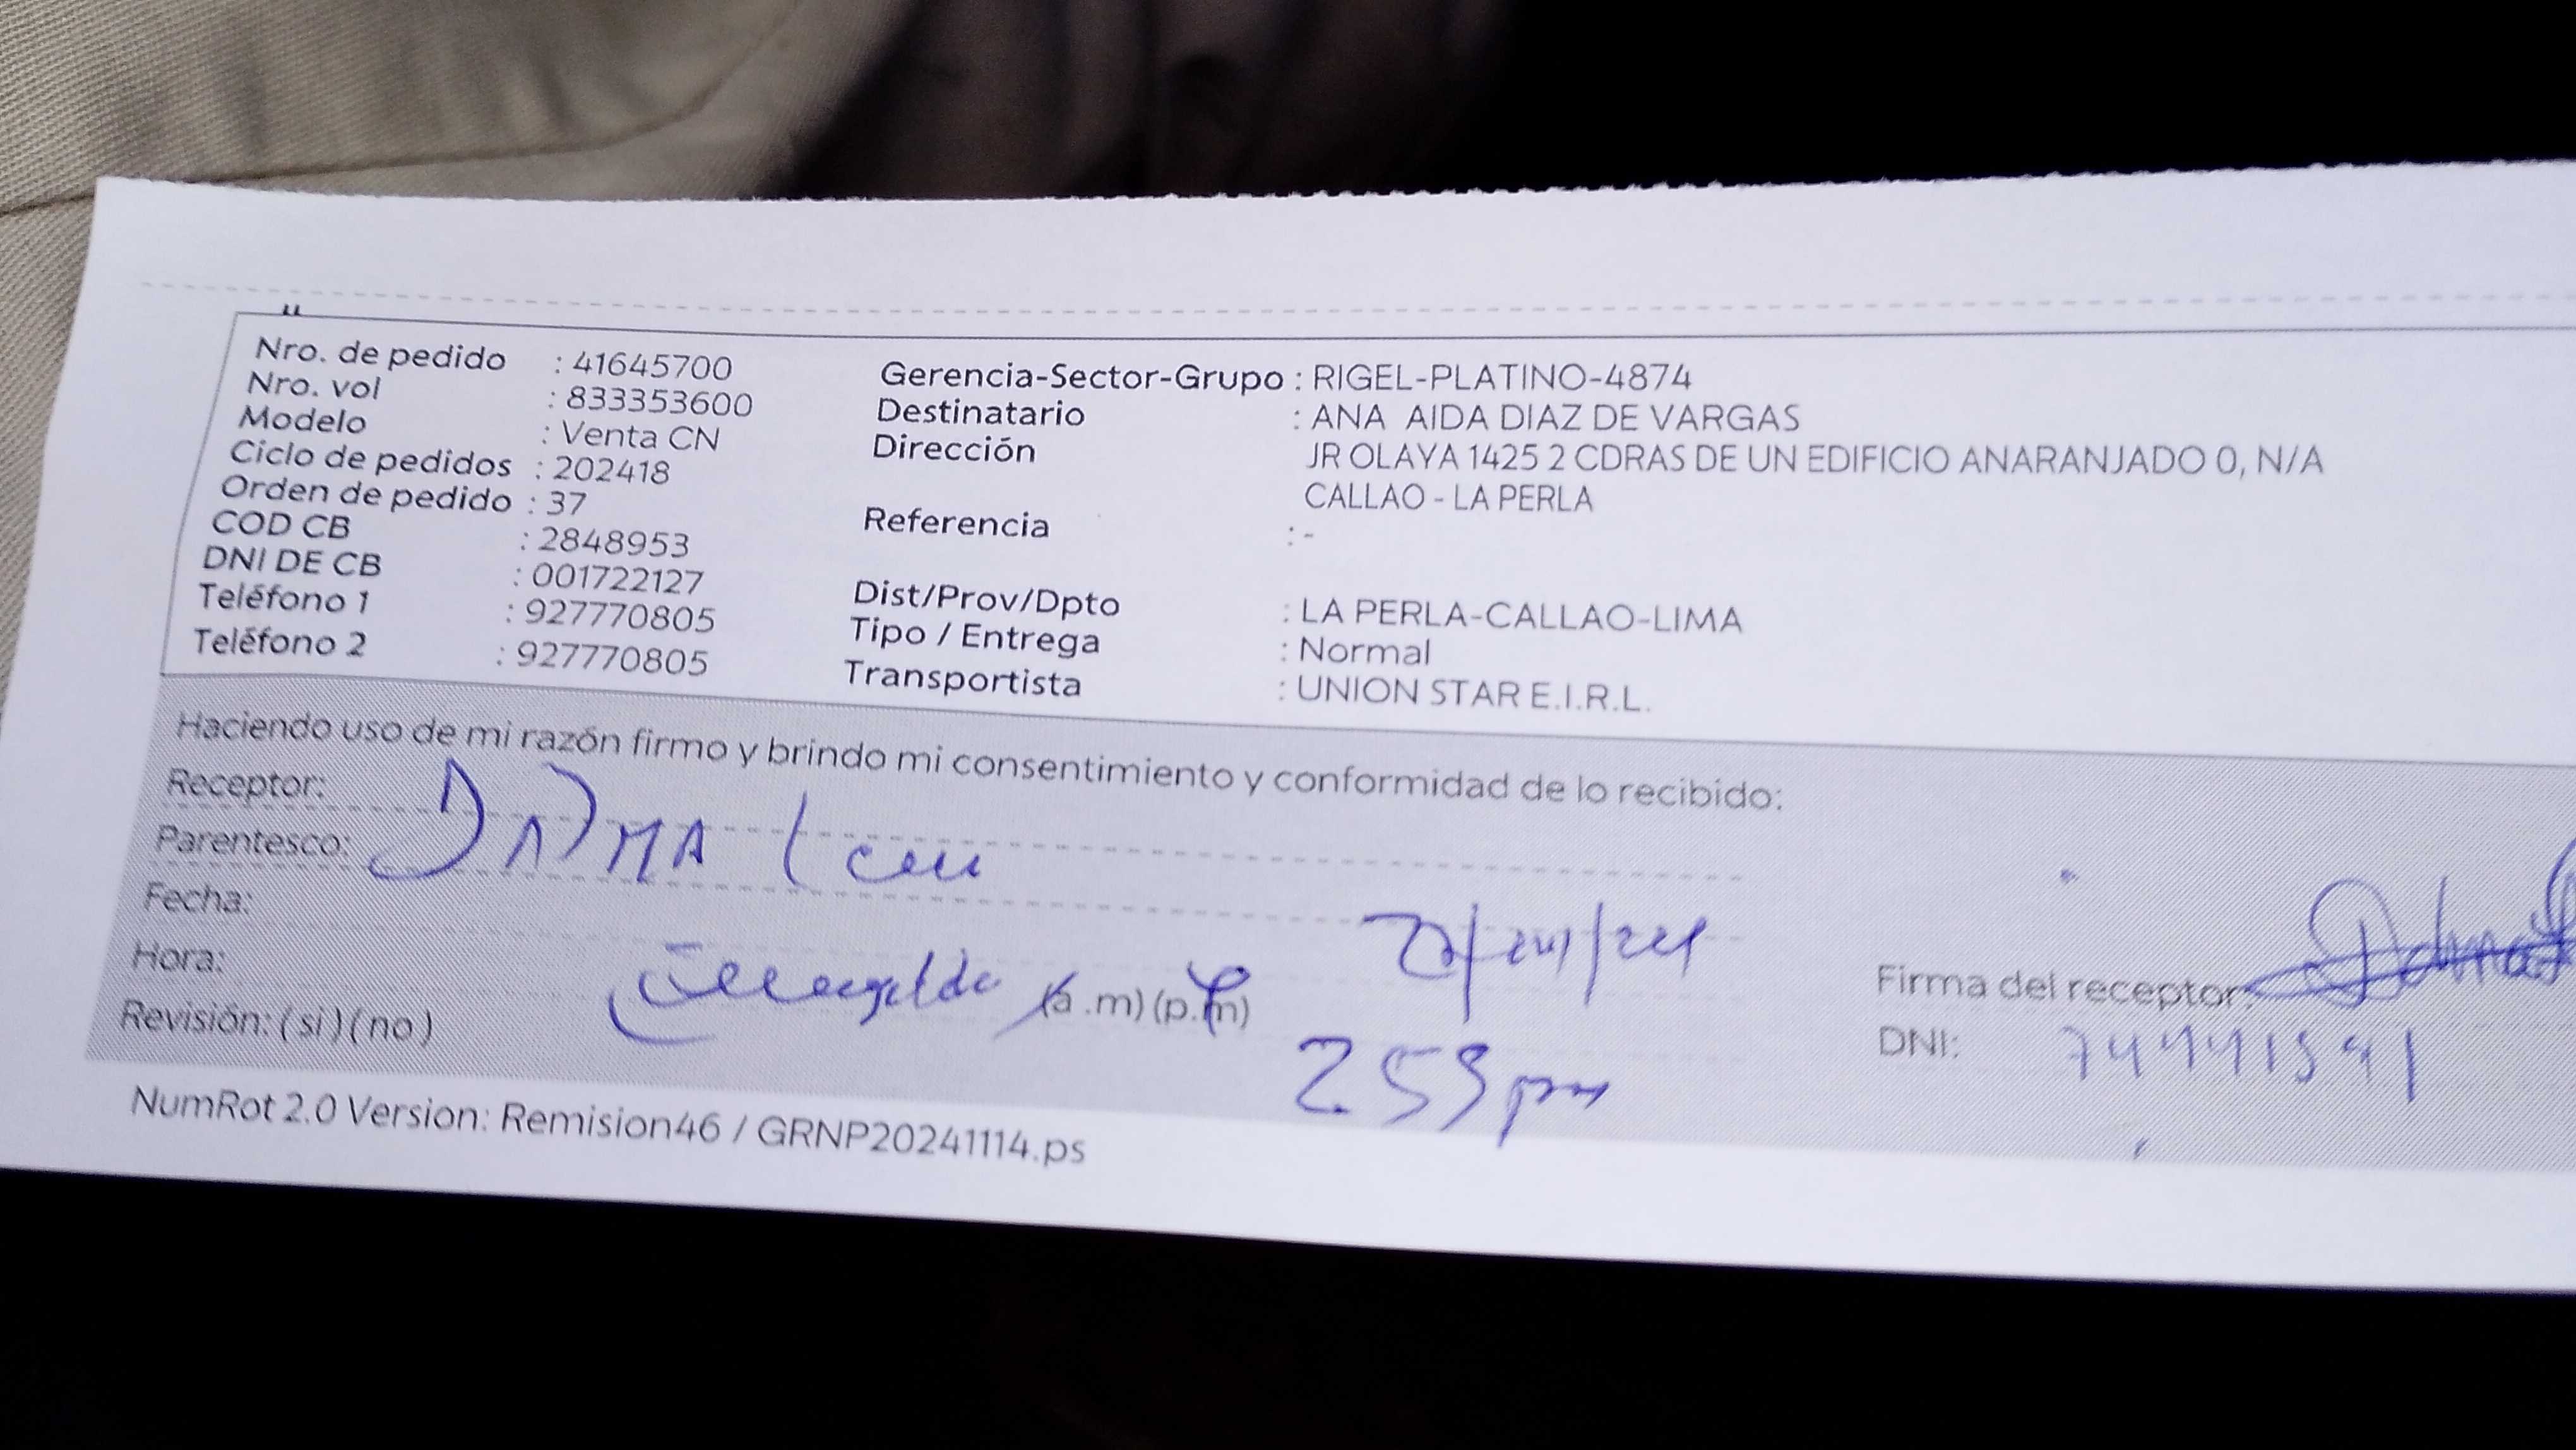 Nro. de pedido : 41645700
Nro. vol : 833353600
Modelo : Venta CN
Ciclo de pedidos : 202418
Orden de pedido : 37
COD CB : 2848953
DNI DE CB : 001722127
Teléfono 1 : 927770805
Teléfono 2 : 927770805
Gerencia-Sector-Grupo : RIGEL-PLATINO-4874
Destinatario : ANA AIDA DIAZ DE VARGAS
Dirección JR OLAYA 1425 2 CDRAS DE UN EDIFICIO ANARANJADO 0, N/A
CALLAO - LA PERLA
Referencia : -
Dist/Prov/Dpto : LA PERLA-CALLAO-LIMA
Tipo / Entrega : Normal
Transportista : UNION STAR E.I.R.L.
Haciendo uso de mi razón firmo y brindo mi consentimiento y conformidad de lo recibido:
Receptor:
Parentesco:
Fecha:
Hora: (a .m) (p.m)
253 pm
Revisión: ( si ) ( no )
Firma del receptor:
DNI:
NumRot 2.0 Version: Remision46 / GRNP20241114.ps